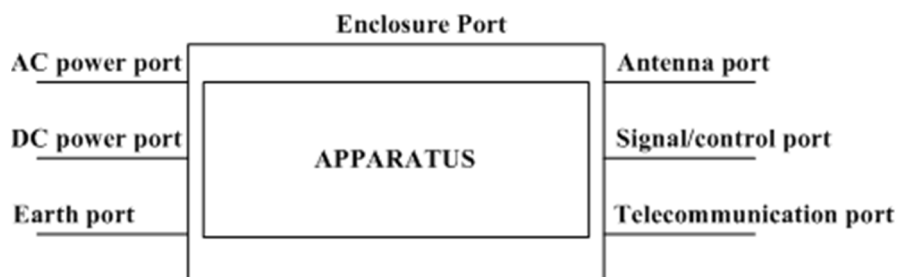 Enclosure Port
AC power port
Antenna port
DC power port
Signal/control port
APPARATUS
Earth port
Telecommunication port